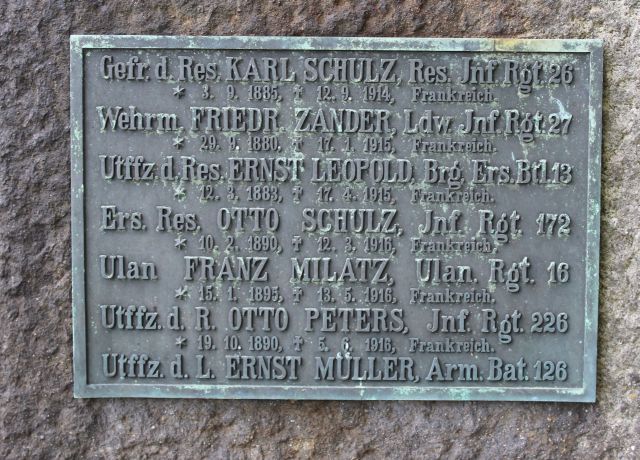 Gefr. d. Res. KARL SCHULZ, Res. Jnf. Rgt. 26
* 3. 9. 1885, † 12. 9. 1914, Frankreich.
Wehrm. FRIEDR. ZANDER, Ldw. Jnf. Rgt. 27
* 29. 9. 1880, † 17. 1. 1915, Frankreich.
Utffz. d. Res. ERNST LEOPOLD, Brg. Ers. Btl. 13
* 12. 3. 1883, † 17. 4. 1915, Frankreich.
Ers. Res. OTTO SCHULZ, Jnf. Rgt. 172
* 10. 2. 1890, † 12. 3. 1916, Frankreich.
Ulan FRANZ MILATZ, Ulan. Rgt. 16
* 15. 1. 1895, † 13. 5. 1916, Frankreich.
Utffz. d. R. OTTO PETERS, Jnf. Rgt. 226
* 19. 10. 1890, † 5. 6. 1916, Frankreich.
Utffz. d. L. ERNST MÜLLER, Arm. Bat. 126